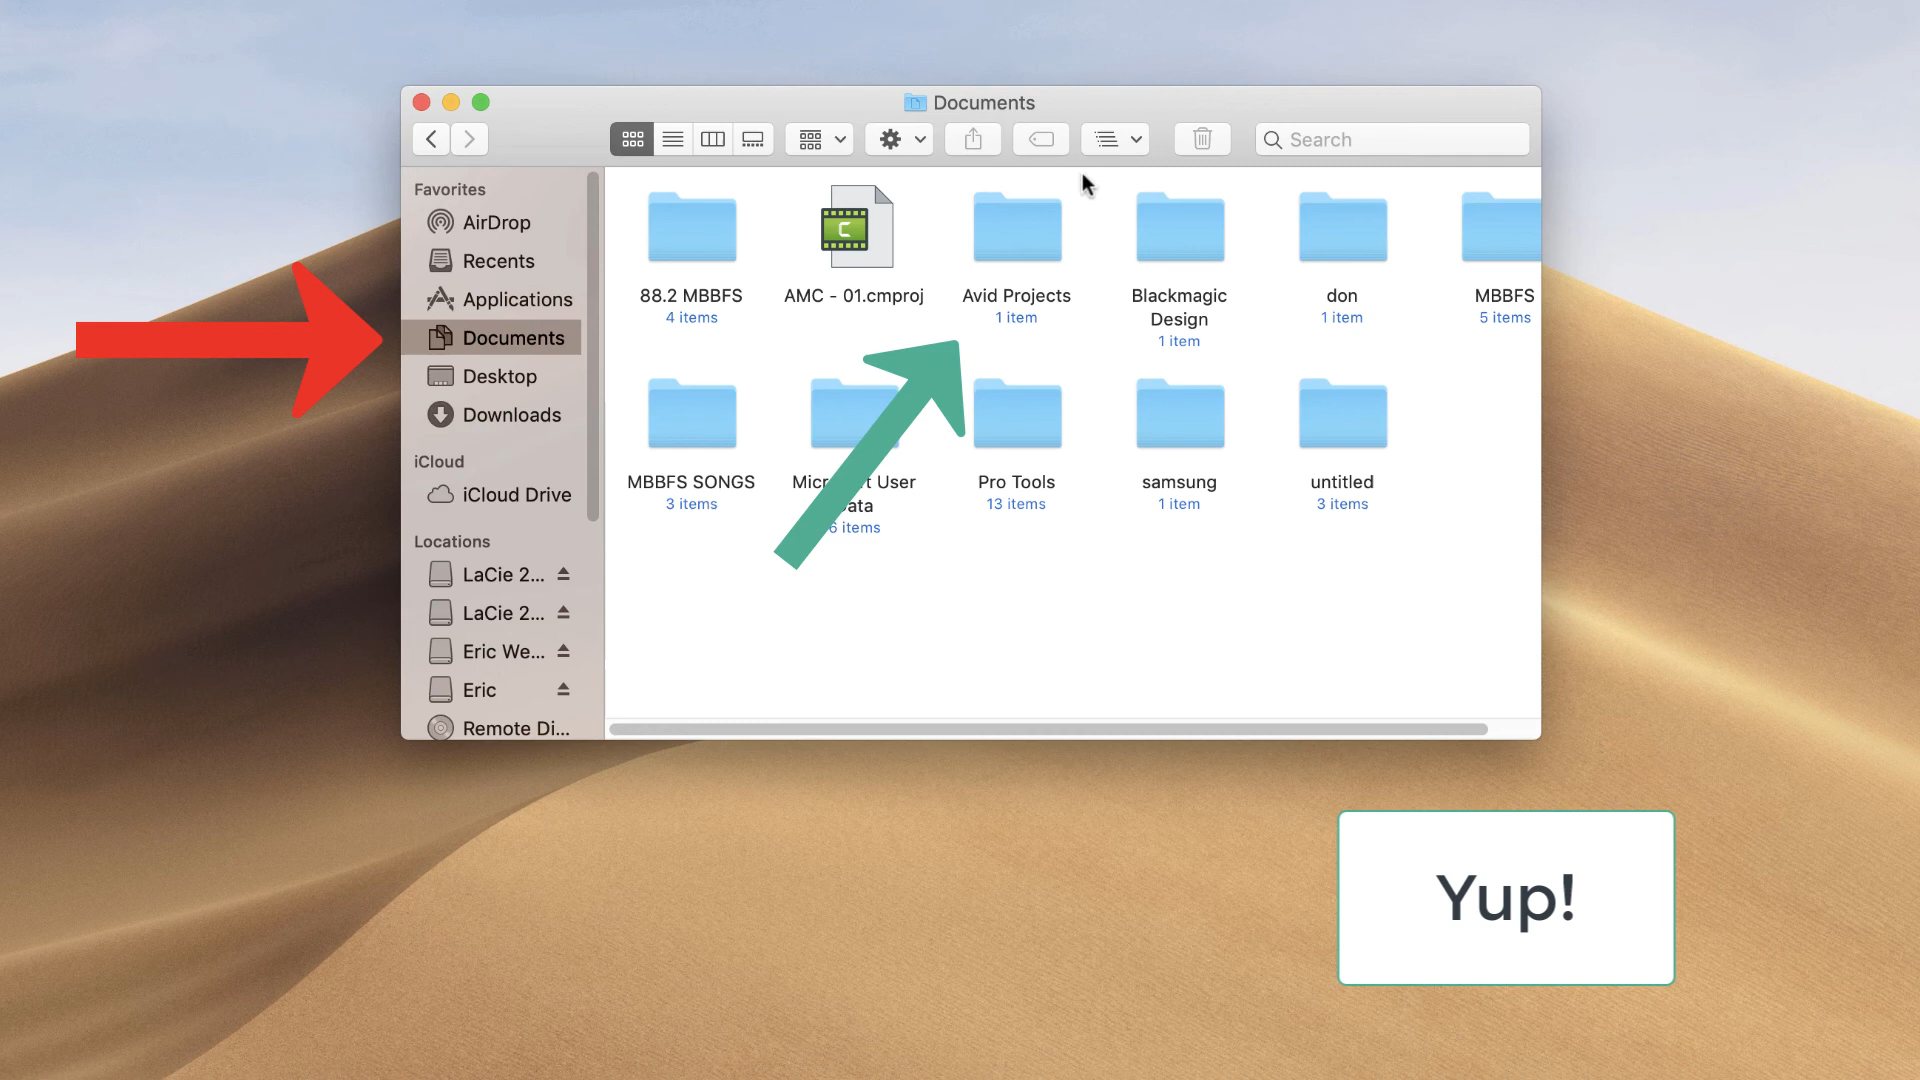 Documents
Search
Favorites
AirDrop
Recents
Applications
Documents
Desktop
Downloads
iCloud
iCloud Drive
Locations
LaCie 2...
LaCie 2...
Eric We...
Eric
Remote Di...
88.2 MBBFS
4 items
C
AMC - 01.cmproj
Avid Projects
1 item
Blackmagic
Design
1 item
don
1 item
MBBFS
5 items
MBBFS SONGS
3 items
User
6 items
Pro Tools
13 items
samsung
1 item
untitled
3 items
Yup!